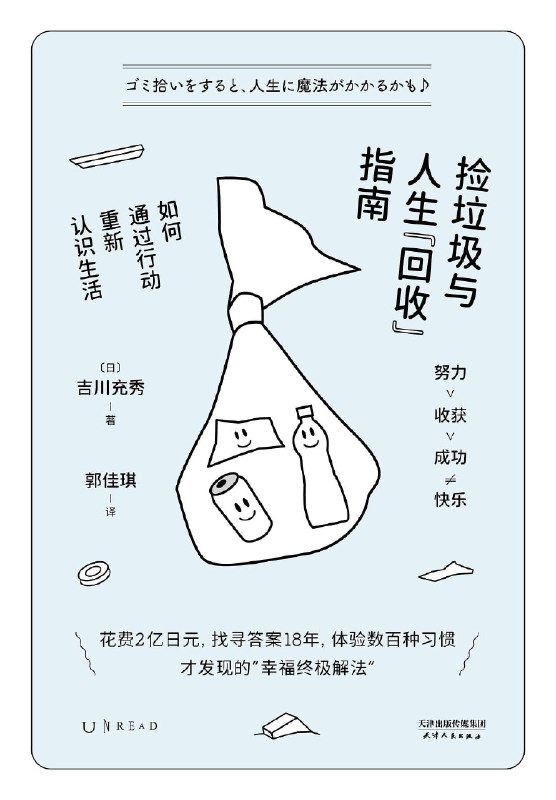 ゴミ拾いをすると、人生に魔法がかかるかも♪
捡垃圾与
人生『回收』
指南
如何
通过行动
重新
认识生活
〔日〕
吉川充秀
著
郭佳琪
译
努力
∨
收获
∨
成功
≠
快乐
花费2亿日元，找寻答案18年，体验数百种习惯
才发现的"幸福终极解法"
UNREAD
天津出版传媒集团
天津人民出版社